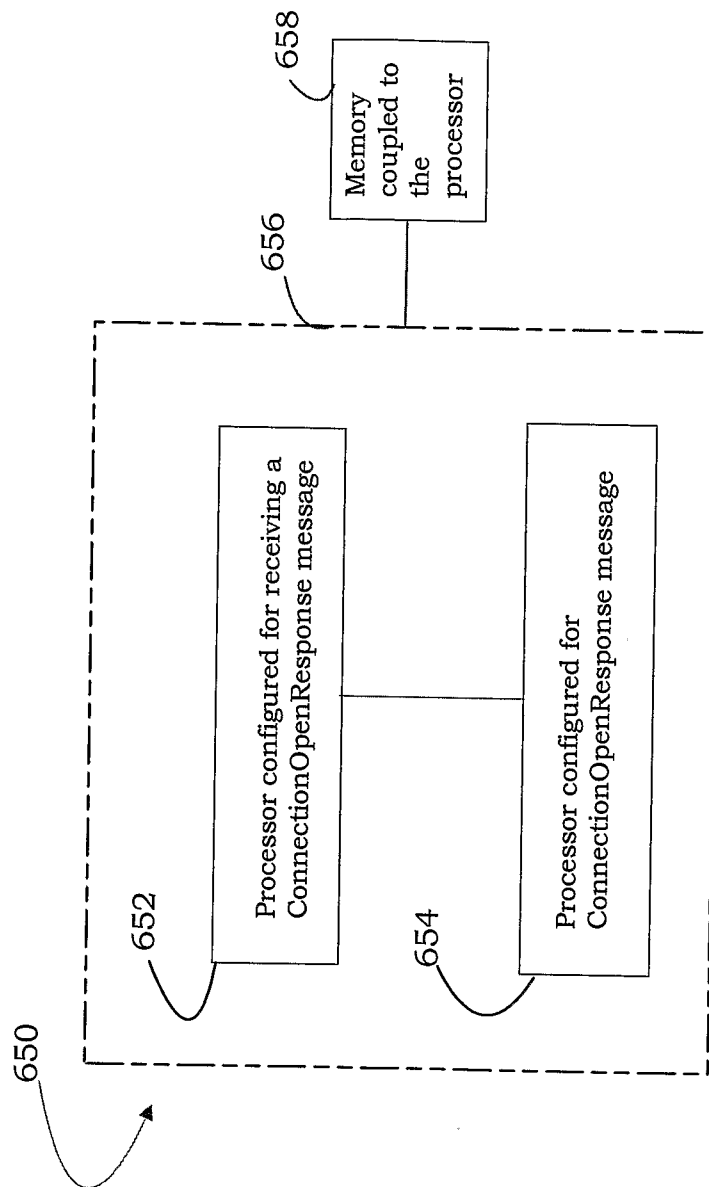 650
652
Processor configured for receiving a
ConnectionOpenResponse message
654
Processor configured for
ConnectionOpenResponse message
656
658
Memory
coupled to
the
processor